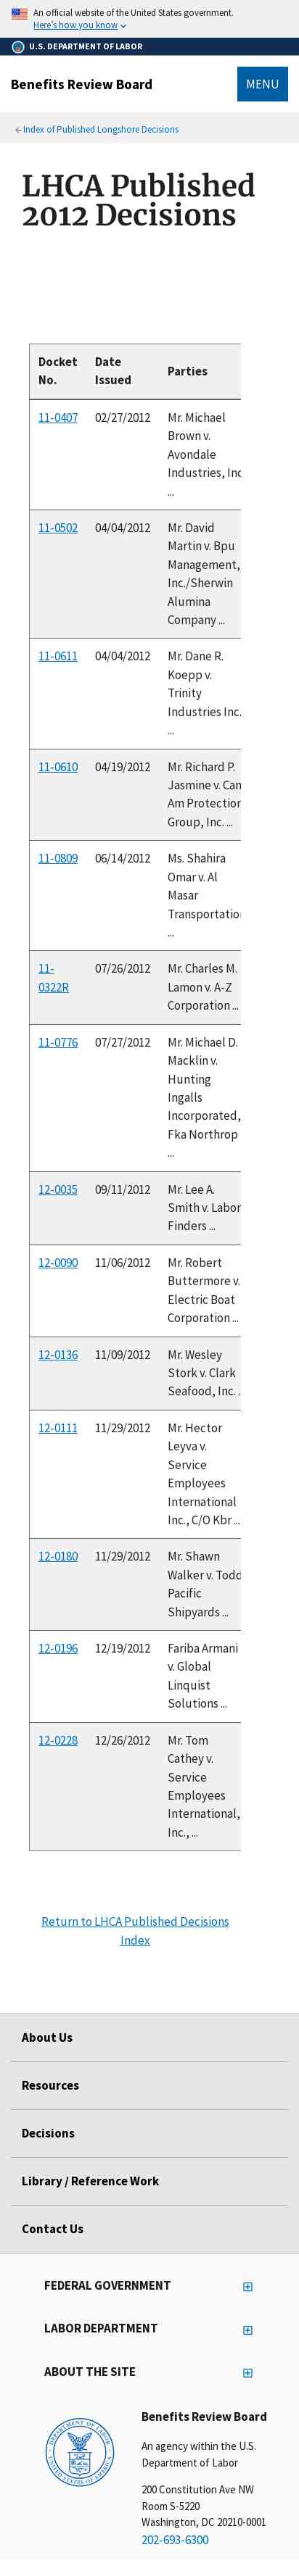 An official website of the United States government.
Here's how you know
U.S. DEPARTMENT OF LABOR
Benefits Review Board
MENU
Index of Published Longshore Decisions
LHCA Published
2012 Decisions
Docket Date
No. Issued Parties
11-0407 02/27/2012 Mr. Michael
Brown v.
Avondale
Industries, Inc
...
11-0502 04/04/2012 Mr. David
Martin v. Bpu
Management,
Inc./Sherwin
Alumina
Company ...
11-0611 04/04/2012 Mr. Dane R.
Koepp v.
Trinity
Industries Inc.
...
11-0610 04/19/2012 Mr. Richard P.
Jasmine v. Can
Am Protection
Group, Inc. ...
11-0809 06/14/2012 Ms. Shahira
Omar v. Al
Masar
Transportation
...
11- 07/26/2012 Mr. Charles M.
0322R Lamon v. A-Z
Corporation ...
11-0776 07/27/2012 Mr. Michael D.
Macklin v.
Hunting
Ingalls
Incorporated,
Fka Northrop
...
12-0035 09/11/2012 Mr. Lee A.
Smith v. Labor
Finders ...
12-0090 11/06/2012 Mr. Robert
Buttermore v.
Electric Boat
Corporation ...
12-0136 11/09/2012 Mr. Wesley
Stork v. Clark
Seafood, Inc. .
12-0111 11/29/2012 Mr. Hector
Leyva v.
Service
Employees
International
Inc., C/O Kbr ...
12-0180 11/29/2012 Mr. Shawn
Walker v. Todd
Pacific
Shipyards ...
12-0196 12/19/2012 Fariba Armani
v. Global
Linquist
Solutions ...
12-0228 12/26/2012 Mr. Tom
Cathey v.
Service
Employees
International,
Inc., ...
Return to LHCA Published Decisions
Index
About Us
Resources
Decisions
Library / Reference Work
Contact Us
FEDERAL GOVERNMENT
LABOR DEPARTMENT
ABOUT THE SITE
DEPARTMENT OF LABOR
UNITED STATES OF AMERICA
Benefits Review Board
An agency within the U.S.
Department of Labor
200 Constitution Ave NW
Room S-5220
Washington, DC 20210-0001
202-693-6300